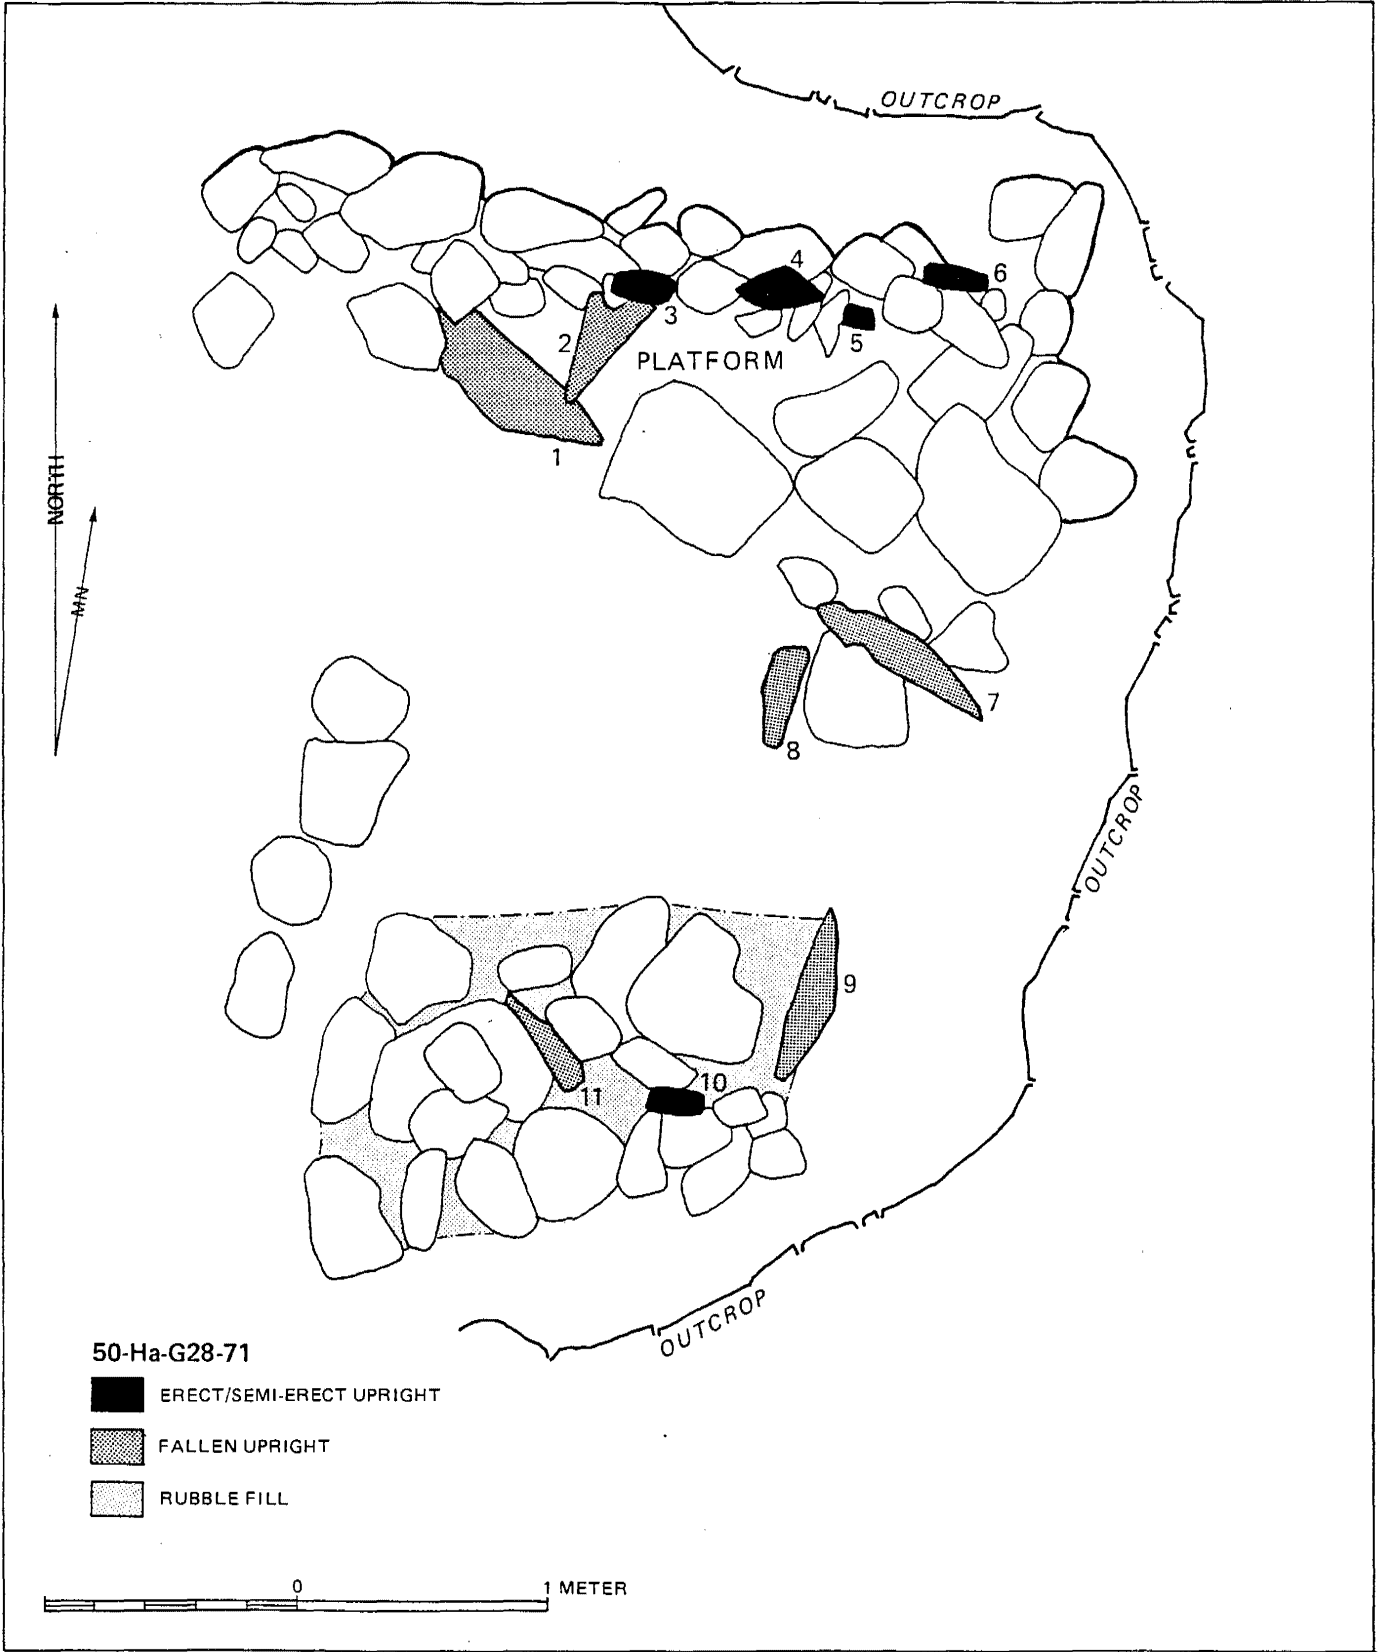 OUTCROP
4
6
3
5
2
PLATFORM
1
NORTH
MN
7
8
OUTCROP
9
10
11
OUTCROP
50-Ha-G28-71
ERECT/SEMI-ERECT UPRIGHT
FALLEN UPRIGHT
RUBBLE FILL
0 1 METER